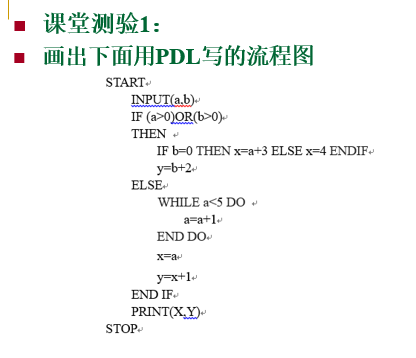 课堂测验1：
画出下面用PDL写的流程图
START
INPUT(a,b)
IF (a>0)OR(b>0)
THEN
IF b=0 THEN x=a+3 ELSE x=4 ENDIF
y=b+2
ELSE
WHILE a<5 DO
a=a+1
END DO
x=a
y=x+1
END IF
PRINT(X,Y)
STOP